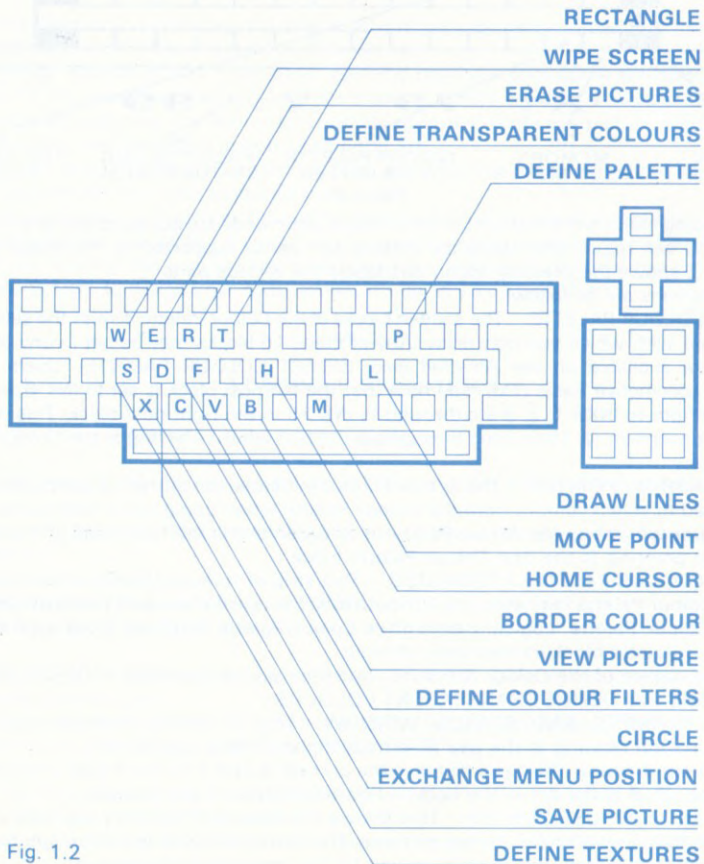 RECTANGLE
WIPE SCREEN
ERASE PICTURES
DEFINE TRANSPARENT COLOURS
DEFINE PALETTE
W E R T P
S D F H L
X C V B M
DRAW LINES
MOVE POINT
HOME CURSOR
BORDER COLOUR
VIEW PICTURE
DEFINE COLOUR FILTERS
CIRCLE
EXCHANGE MENU POSITION
SAVE PICTURE
DEFINE TEXTURES
Fig. 1.2